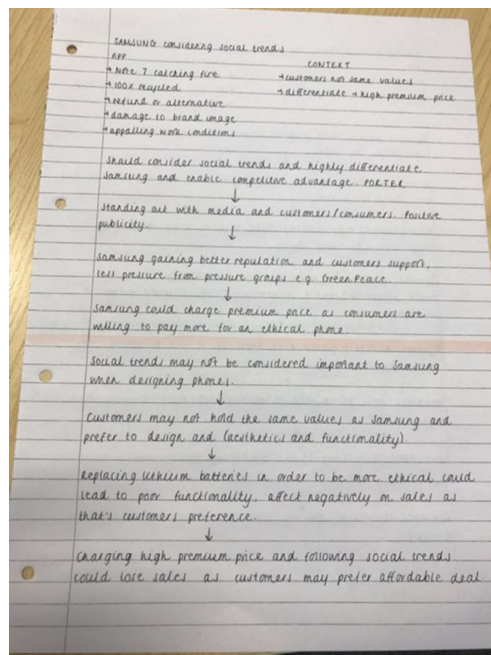 SAMSUNG considering social trends
APP
CONTEXT
→ Note 7 catching fire
→ customers not same values
→ 100% recycled
→ differentiate → high premium price
→ refund or alternative
→ damage to brand image
→ appalling work conditions
Should consider social trends and highly differentiate
Samsung and enable competitive advantage. PORTER
↓
Standing out with media and customers/consumers. Positive
publicity.
↓
Samsung gaining better reputation and customers support,
less pressure from pressure groups e.g. Green Peace
↓
Samsung could charge premium price as consumers are
willing to pay more for an ethical phone.
Social trends may not be considered important to Samsung
when designing phones.
↓
Customers may not hold the same values as Samsung and
prefer to design and (aesthetics and functionality)
↓
Replacing lithium batteries in order to be more ethical could
lead to poor functionality. affect negatively on sales as
that's customers preference.
↓
Charging high premium price and following social trends
could lose sales as customers may prefer affordable deal